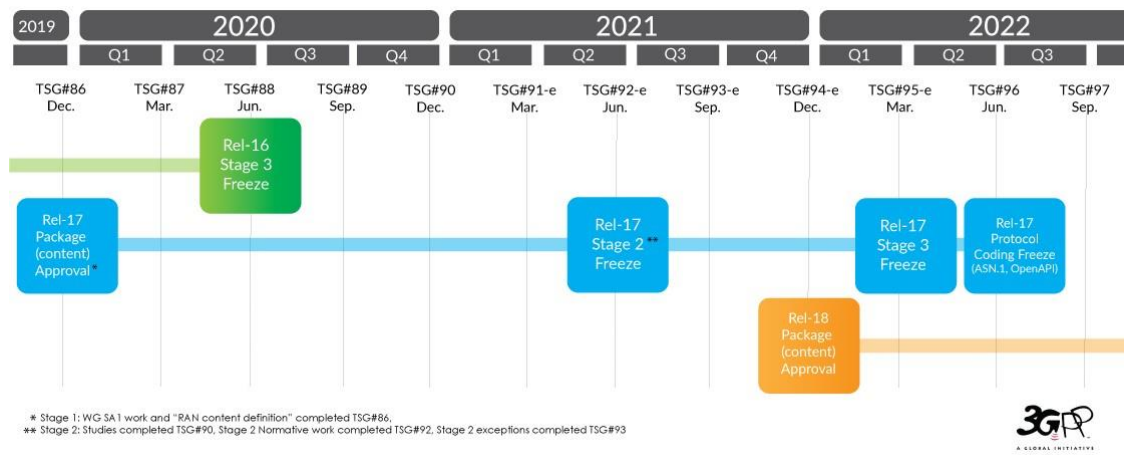 2019 2020 2021 2022
Q1 Q2 Q3 Q4 Q1 Q2 Q3 Q4 Q1 Q2 Q3
TSG#86 TSG#87 TSG#88 TSG#89 TSG#90 TSG#91-e TSG#92-e TSG#93-e TSG#94-e TSG#95-e TSG#96 TSG#97
Dec. Mar. Jun. Sep. Dec. Mar. Jun. Sep. Dec. Mar. Jun. Sep.
Rel-16
Stage 3
Freeze
Rel-17
Package
(content)
Approval*
Rel-17
Stage 2 **
Freeze
Rel-17
Stage 3
Freeze
Rel-17
Protocol
Coding Freeze
(ASN.1, OpenAPI)
Rel-18
Package
(content)
Approval
* Stage 1: WG SA1 work and "RAN content definition" completed TSG#86,
** Stage 2: Studies completed TSG#90, Stage 2 Normative work completed TSG#92, Stage 2 exceptions completed TSG#93
3GPP
A GLOBAL INITIATIVE